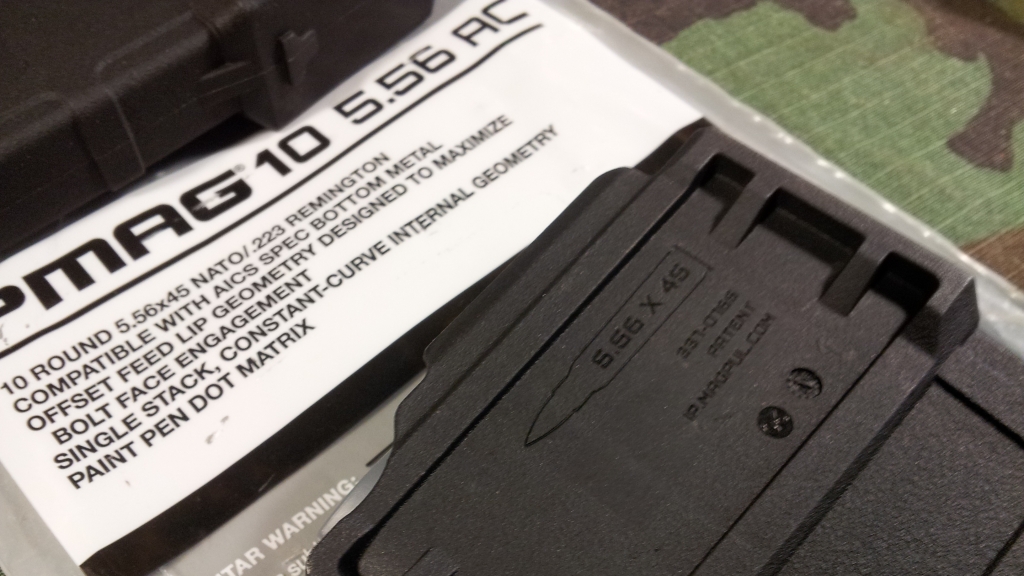 PMAG 10 5.56 AC
10 ROUND 5.56x45 NATO/.223 REMINGTON
COMPATIBLE WITH AICS SPEC BOTTOM METAL
OFFSET FEED LIP GEOMETRY DESIGNED TO MAXIMIZE
BOLT FACE ENGAGEMENT
SINGLE STACK, CONSTANT-CURVE INTERNAL GEOMETRY
PAINT PEN DOT MATRIX
TAR WARNING:
5.56 X 45
PATENT
IP.MAGPUL.COM